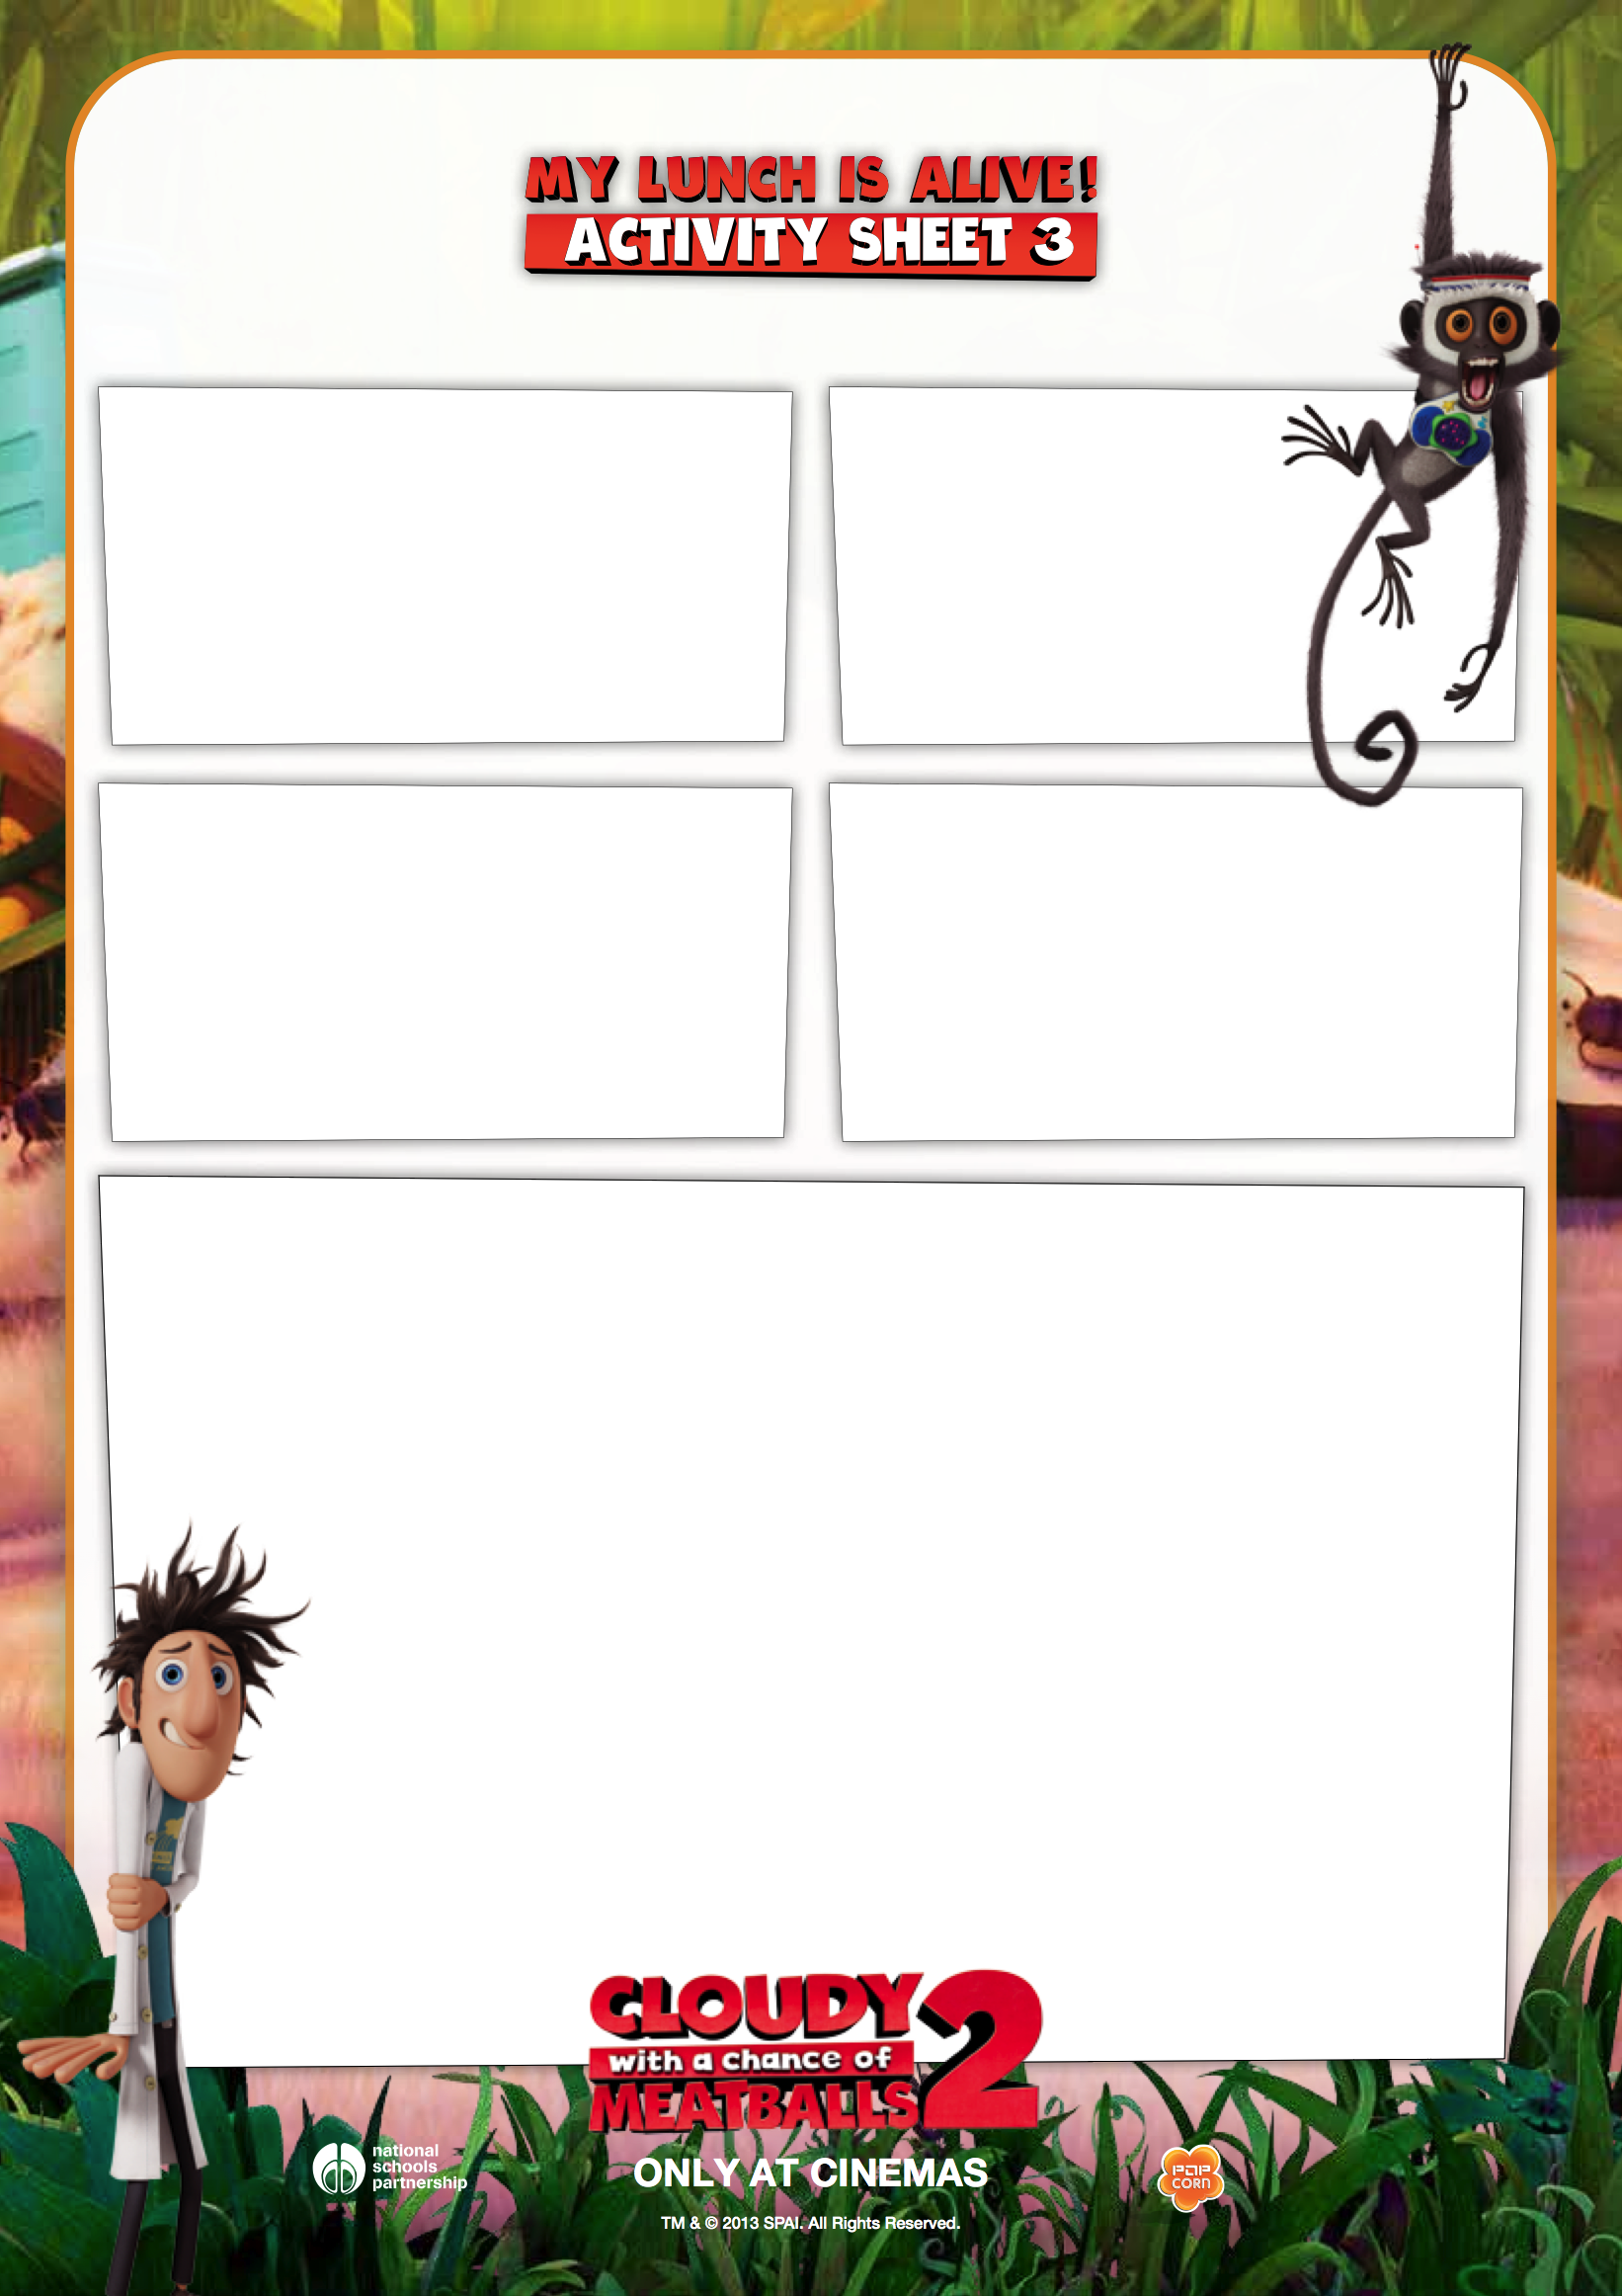 MY LUNCH IS ALIVE!
ACTIVITY SHEET 3
CLOUDY 2
with a chance of
MEATBALLS
national
schools
partnership
ONLY AT CINEMAS
POP
CORN
TM & © 2013 SPAI. All Rights Reserved.